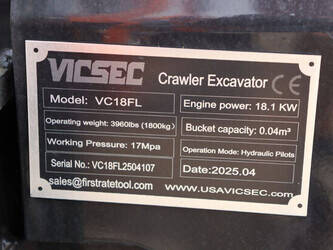 VICSEC Crawler Excavator CE
Model: VC18FL
Engine power: 18.1 KW
Operating weight: 3960lbs (1800kg)
Bucket capacity: 0.04m³
Working Pressure: 17Mpa
Operation Mode: Hydraulic Pilots
Serial No.: VC18FL2504107
Date:2025.04
sales@firstratetool.com
www.USAVICSEC.com